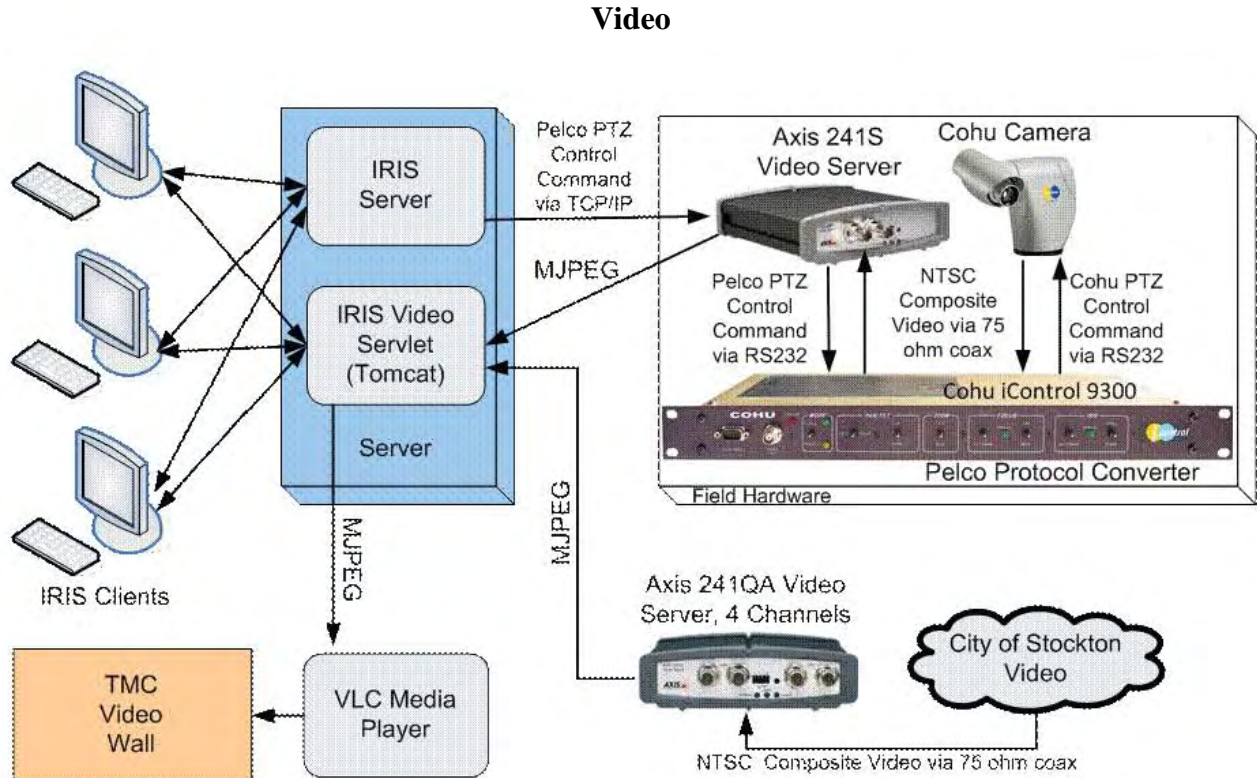 Video
IRIS
Server
Pelco PTZ
Control
Command
via TCP/IP
Axis 241S
Video Server
Cohu Camera
MJPEG
IRIS Video
Servlet
(Tomcat)
Pelco PTZ
Control
Command
via RS232
NTSC
Composite
Video via 75
ohm coax
Cohu PTZ
Control
Command
via RS232
Cohu iControl 9300
COHU
iControl
Server
Pelco Protocol Converter
Field Hardware
MJPEG
MJPEG
IRIS Clients
Axis 241QA Video
Server, 4 Channels
City of Stockton
Video
AXIS
TMC
Video
Wall
VLC Media
Player
NTSC Composite Video via 75 ohm coax